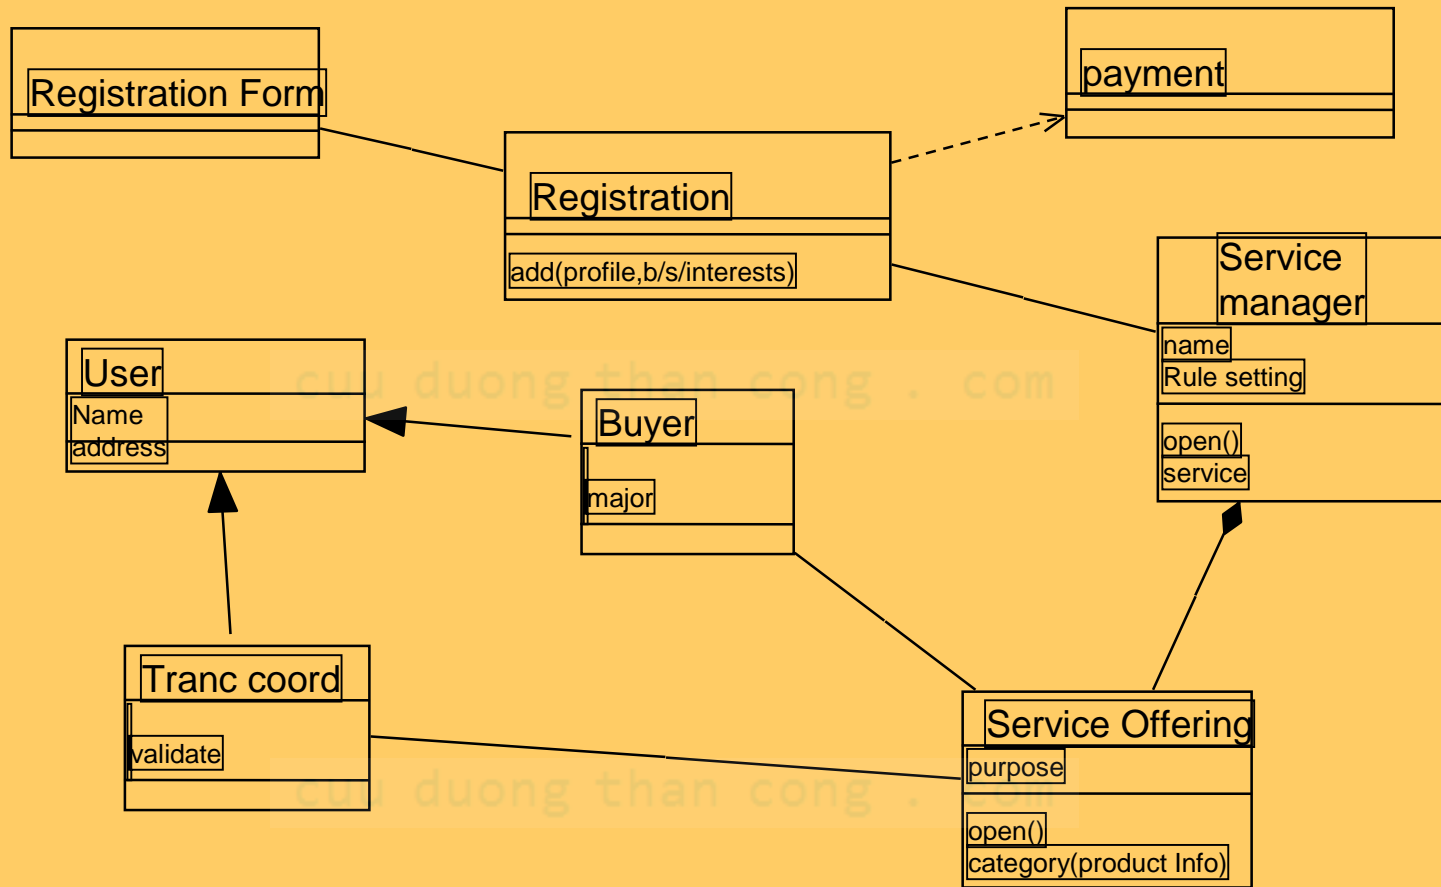 Registration Form
payment
Registration
add(profile,b/s/interests)
Service
manager
name
Rule setting
open()
service
User
Name
address
cuu duong than cong . com
Buyer
major
Tranc coord
validate
Service Offering
purpose
open()
category(product Info)
cuu duong than cong . com